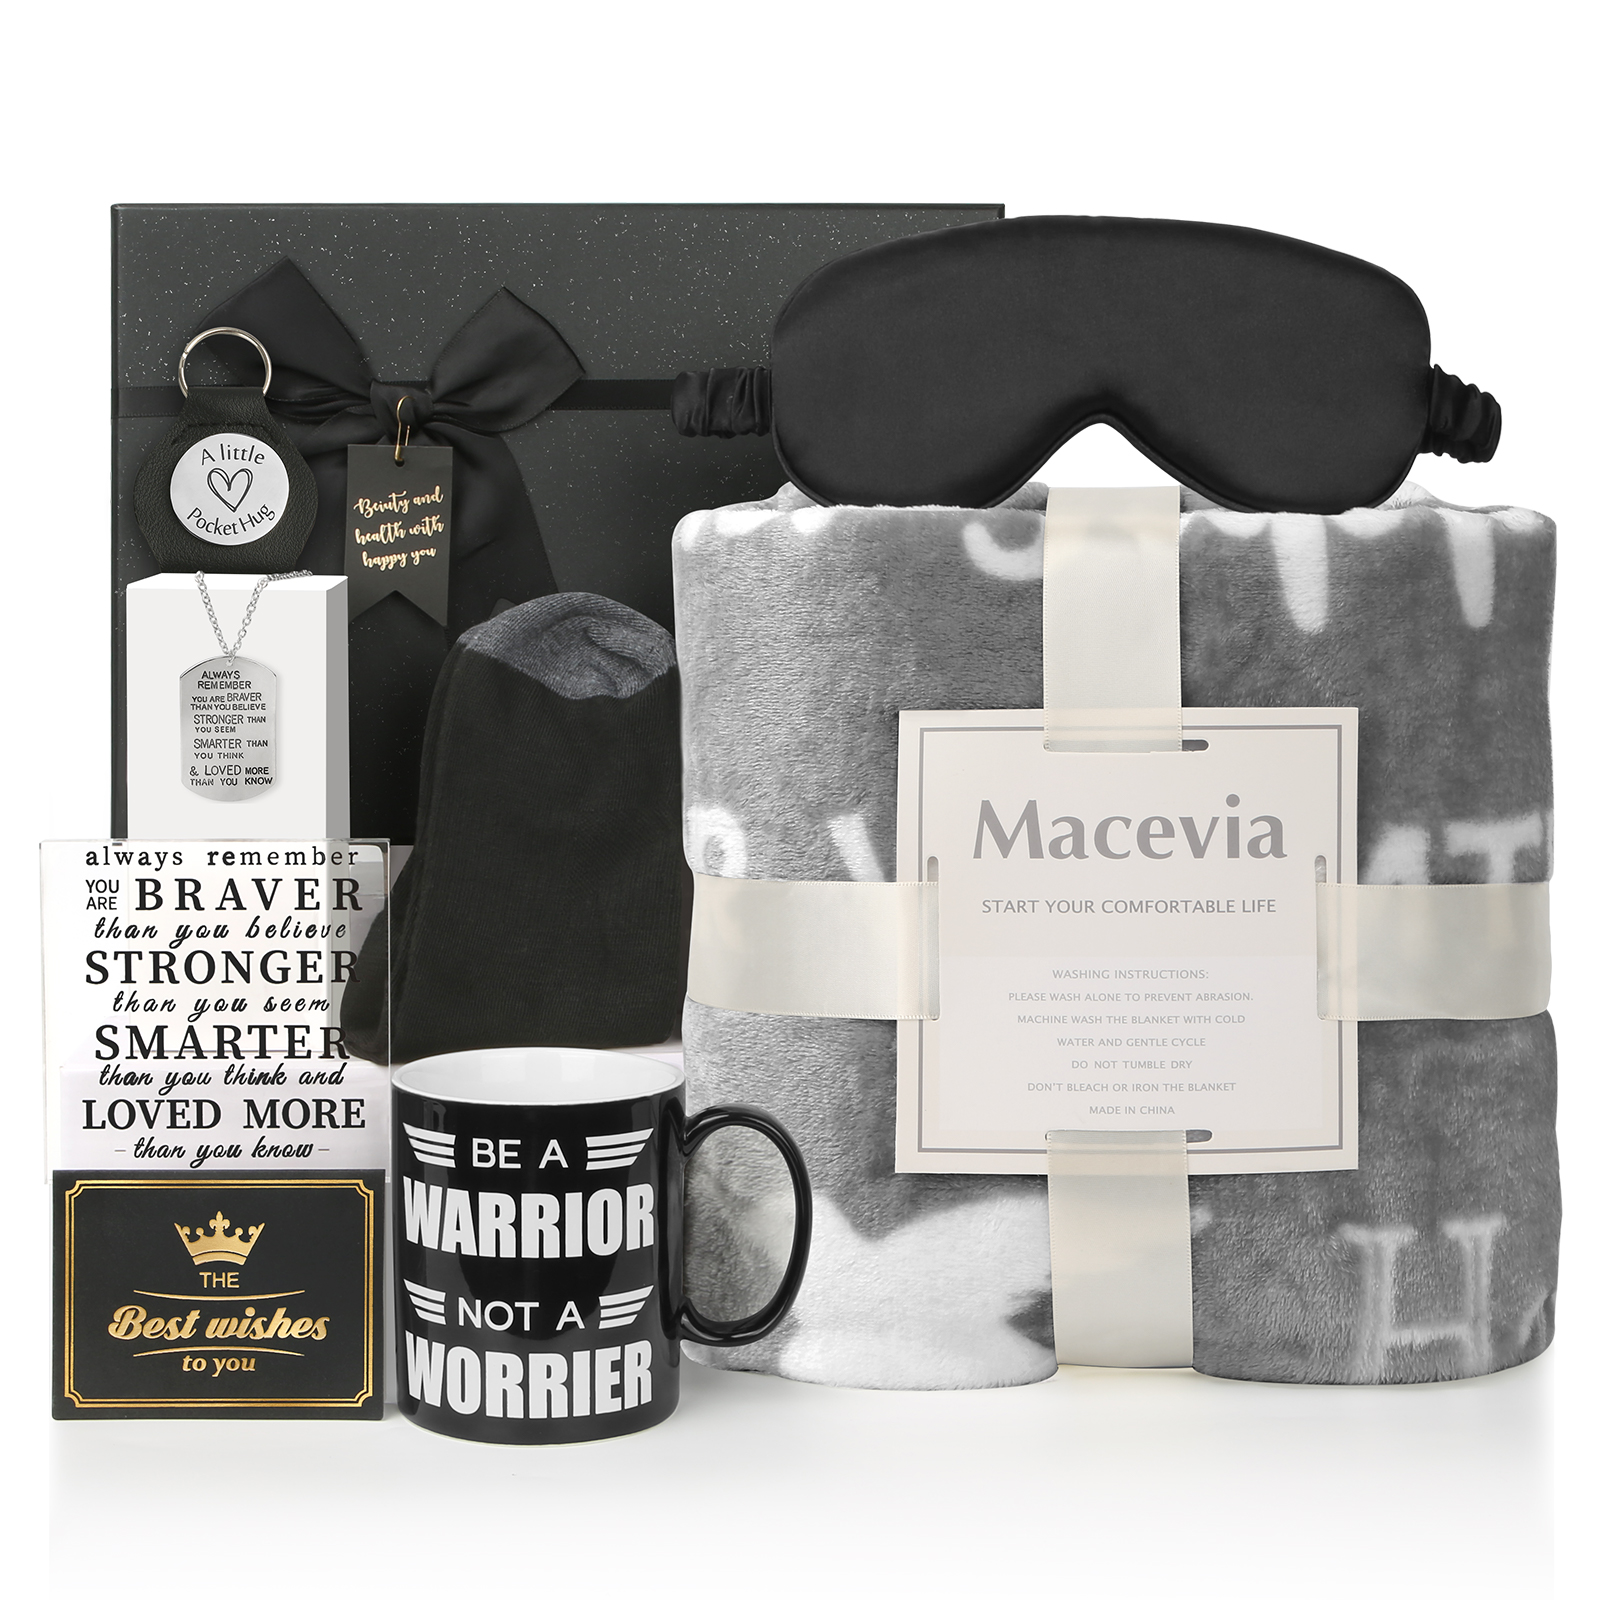 A little
Pocket Hug
Beiuty and
health with
happy you
ALWAYS
REMEMBER
YOU ARE BRAVER
THAN YOU BELIEVE
STRONGER THAN
YOU SEEM
SMARTER THAN
YOU THINK
& LOVED MORE
THAN YOU KNOW
always remember
YOU
ARE BRAVER
than you believe
STRONGER
than you seem
SMARTER
than you think and
LOVED MORE
- than you know -
THE
Best wishes
to you
BE A
WARRIOR
NOT A
WORRIER
Macevia
START YOUR COMFORTABLE LIFE
WASHING INSTRUCTIONS:
PLEASE WASH ALONE TO PREVENT ABRASION.
MACHINE WASH THE BLANKET WITH COLD
WATER AND GENTLE CYCLE
DO NOT TUMBLE DRY
DON'T BLEACH OR IRON THE BLANKET
MADE IN CHINA
H